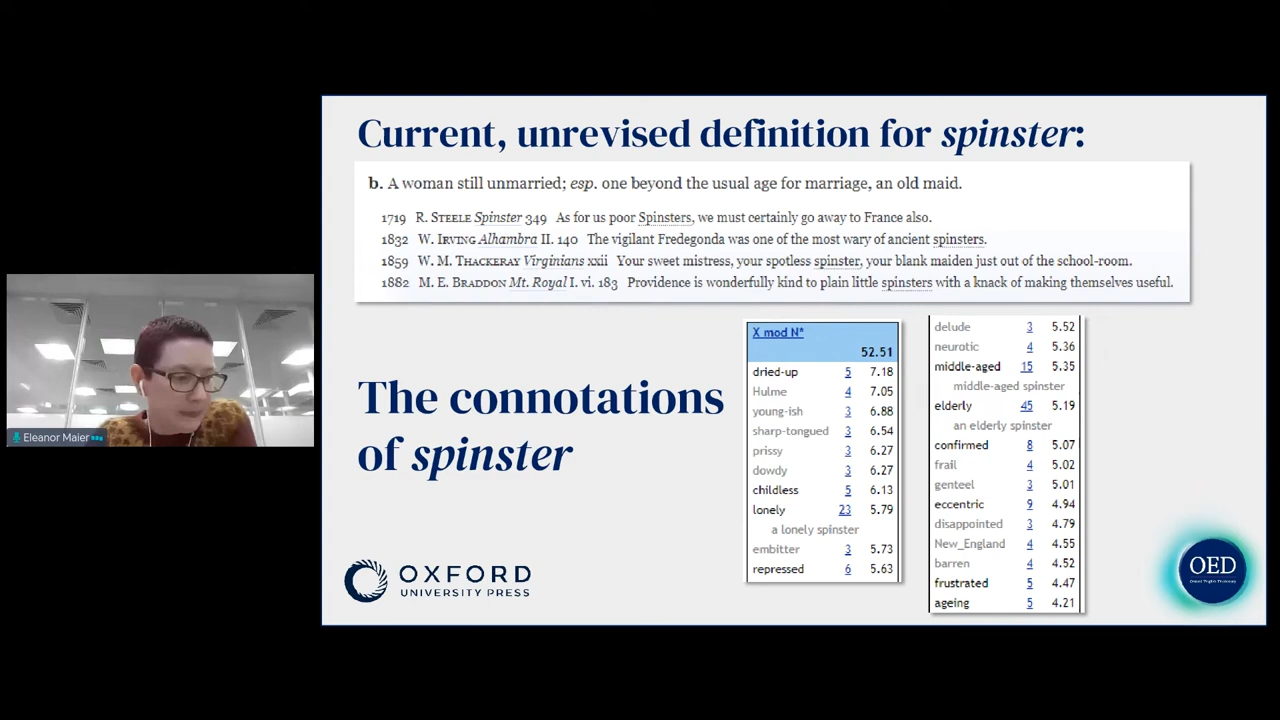 Current, unrevised definition for spinster:
b. A woman still unmarried; esp. one beyond the usual age for marriage, an old maid.
1719 R. STEELE Spinster 349 As for us poor Spinsters, we must certainly go away to France also.
1832 W. IRVING Alhambra II. 140 The vigilant Fredegonda was one of the most wary of ancient spinsters.
1859 W. M. THACKERAY Virginians xxii Your sweet mistress, your spotless spinster, your blank maiden just out of the school-room.
1882 M. E. BRADDON Mt. Royal I. vi. 183 Providence is wonderfully kind to plain little spinsters with a knack of making themselves useful.
The connotations
of spinster
X mod N*
52.51
dried-up 5 7.18
Hulme 4 7.05
young-ish 3 6.88
sharp-tongued 3 6.54
prissy 3 6.27
dowdy 3 6.27
childless 5 6.13
lonely 23 5.79
a lonely spinster
embitter 3 5.73
repressed 6 5.63
delude 3 5.52
neurotic 4 5.36
middle-aged 15 5.35
middle-aged spinster
elderly 45 5.19
an elderly spinster
confirmed 8 5.07
frail 4 5.02
genteel 3 5.01
eccentric 9 4.94
disappointed 3 4.79
New_England 4 4.55
barren 4 4.52
frustrated 5 4.47
ageing 5 4.21
Eleanor Maier
OXFORD
UNIVERSITY PRESS
OED